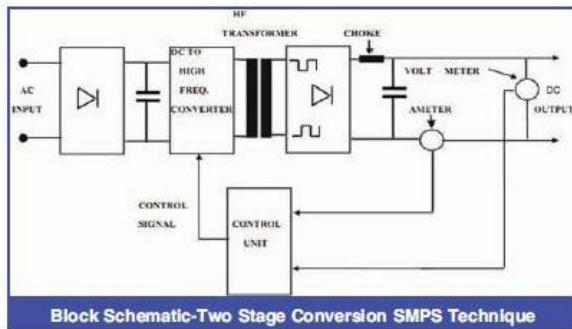 HF
TRANSFORMER
CHOKE
DC TO
HIGH
FREQ.
CONVERTER
VOLT METER
AC
INPUT
DC
OUTPUT
AMETER
CONTROL
SIGNAL
CONTROL
UNIT
Block Schematic-Two Stage Conversion SMPS Technique